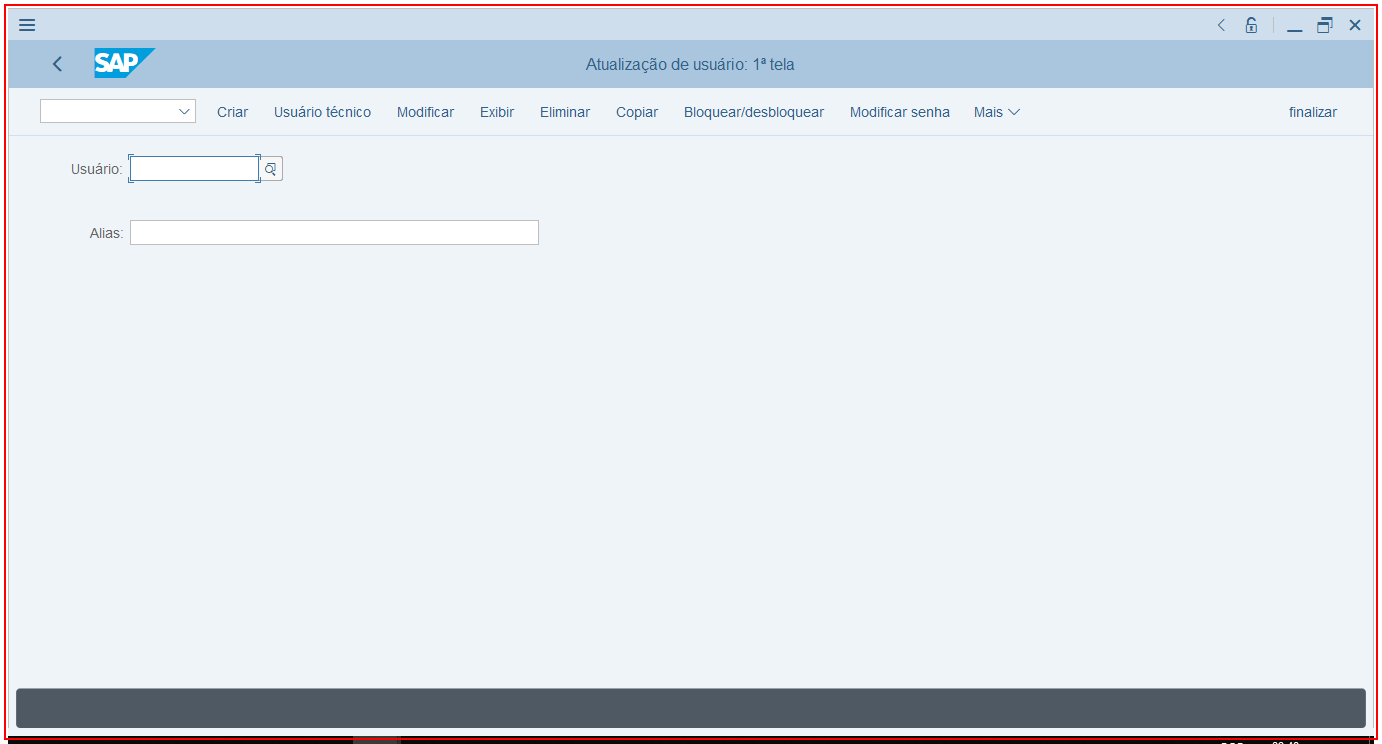 SAP
Atualização de usuário: 1ª tela
Criar Usuário técnico Modificar Exibir Eliminar Copiar Bloquear/desbloquear Modificar senha Mais finalizar
Usuário:
Alias: